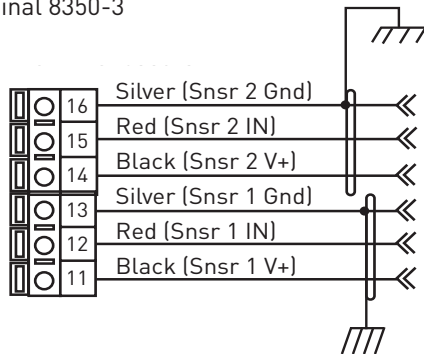 inal 8350-3
16 Silver (Snsr 2 Gnd)
15 Red (Snsr 2 IN)
14 Black (Snsr 2 V+)
13 Silver (Snsr 1 Gnd)
12 Red (Snsr 1 IN)
11 Black (Snsr 1 V+)